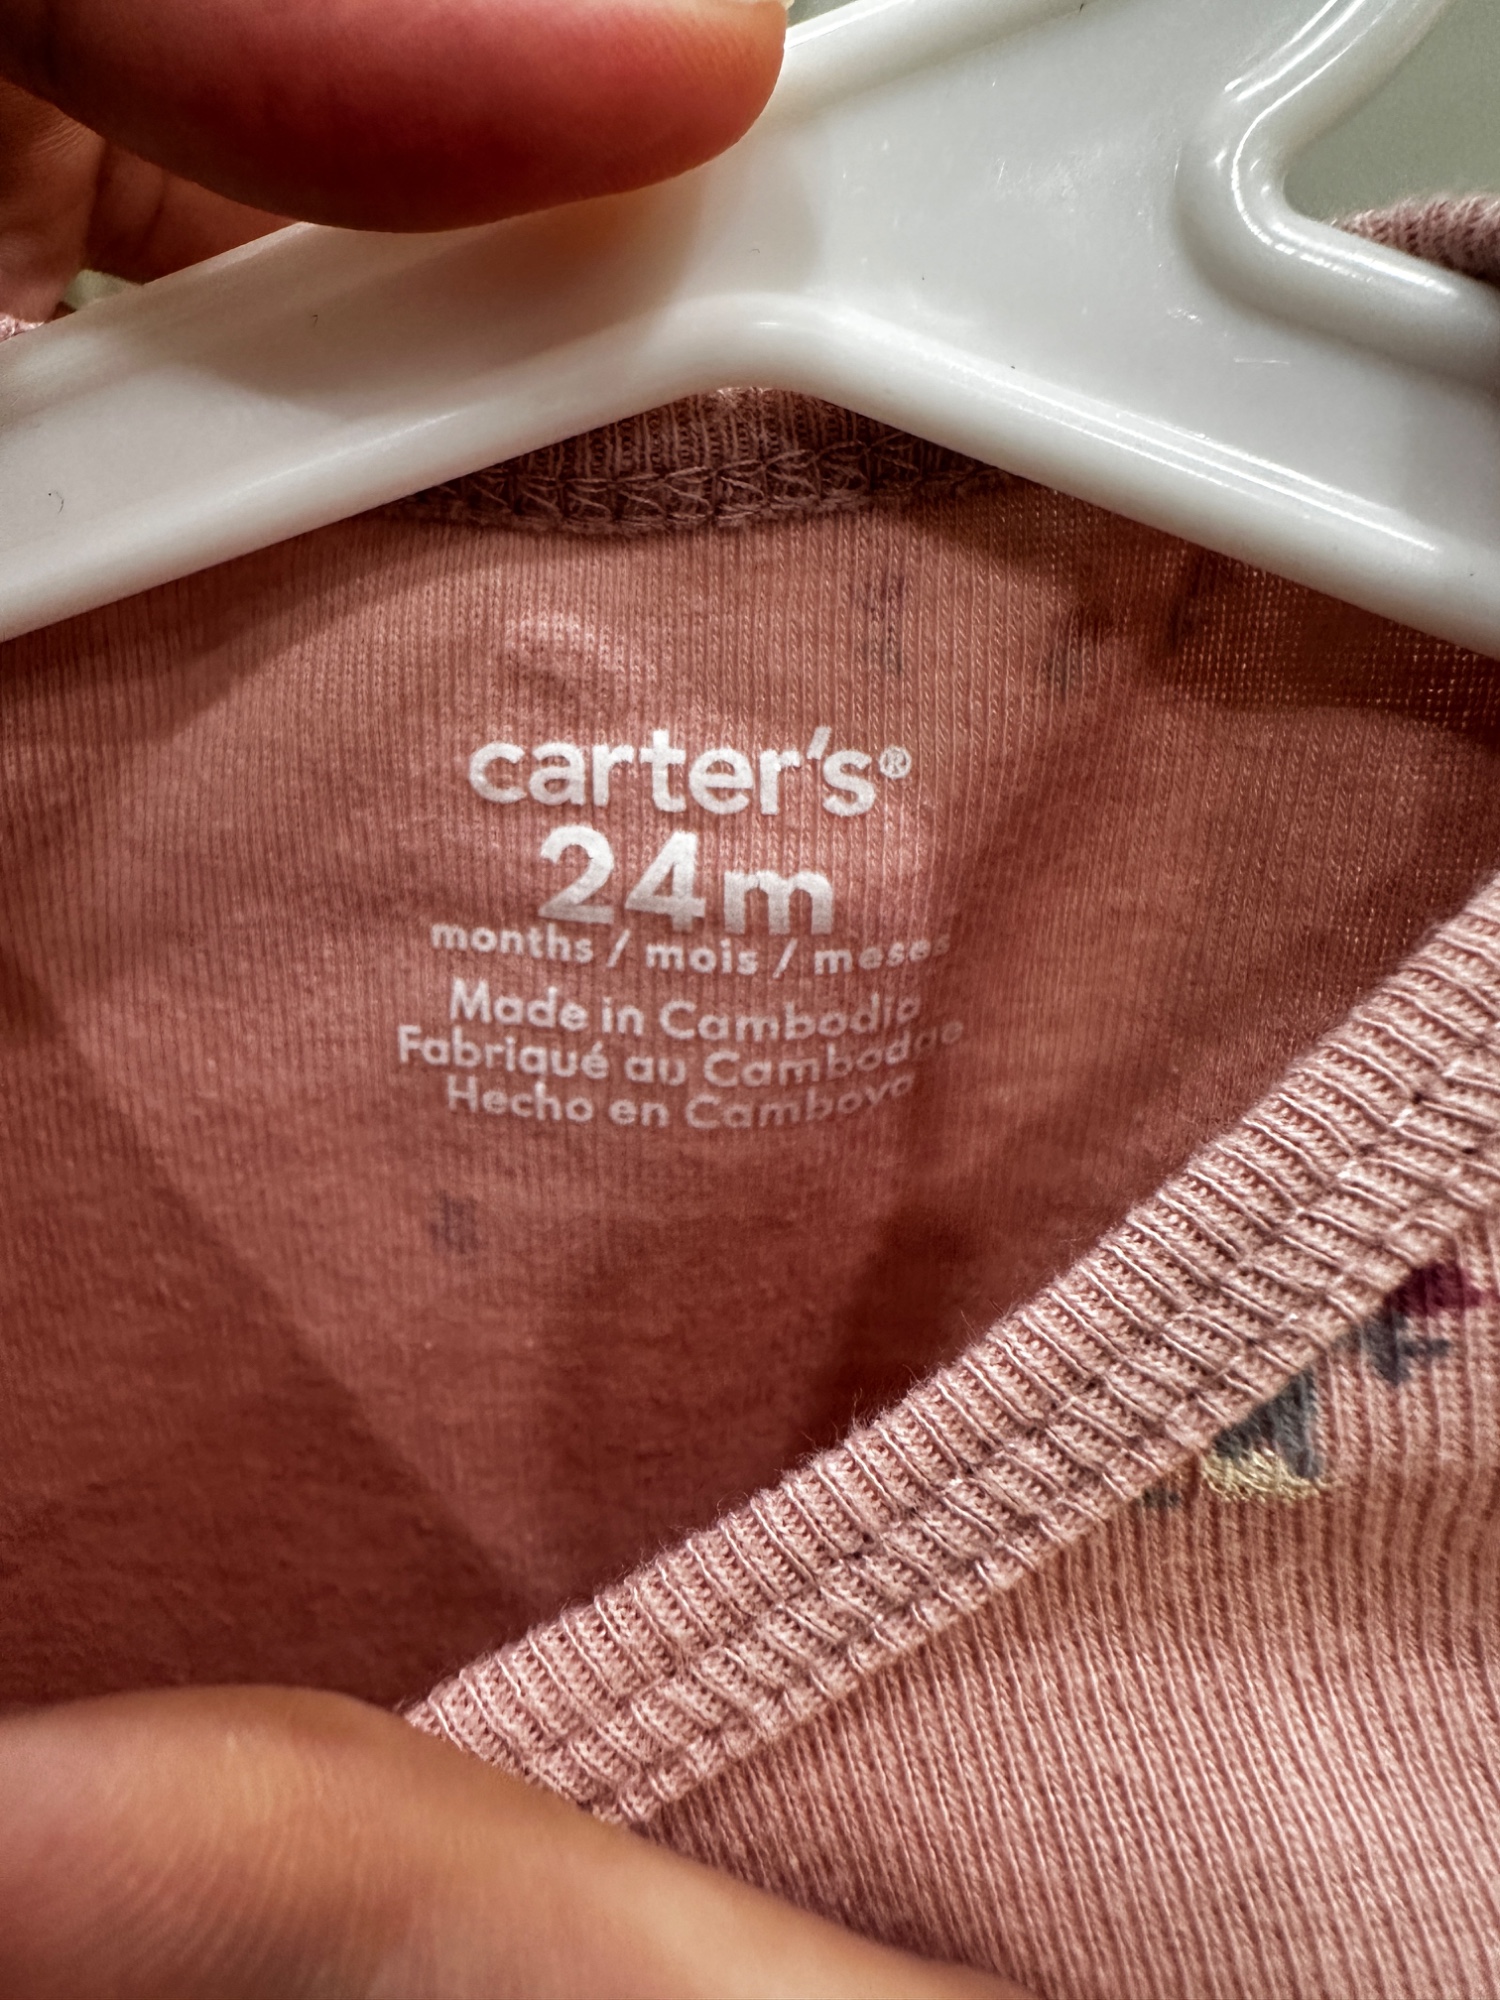 carter's®
24m
months / mois / meses
Made in Cambodia
Fabriqué au Cambodge
Hecho en Camboya